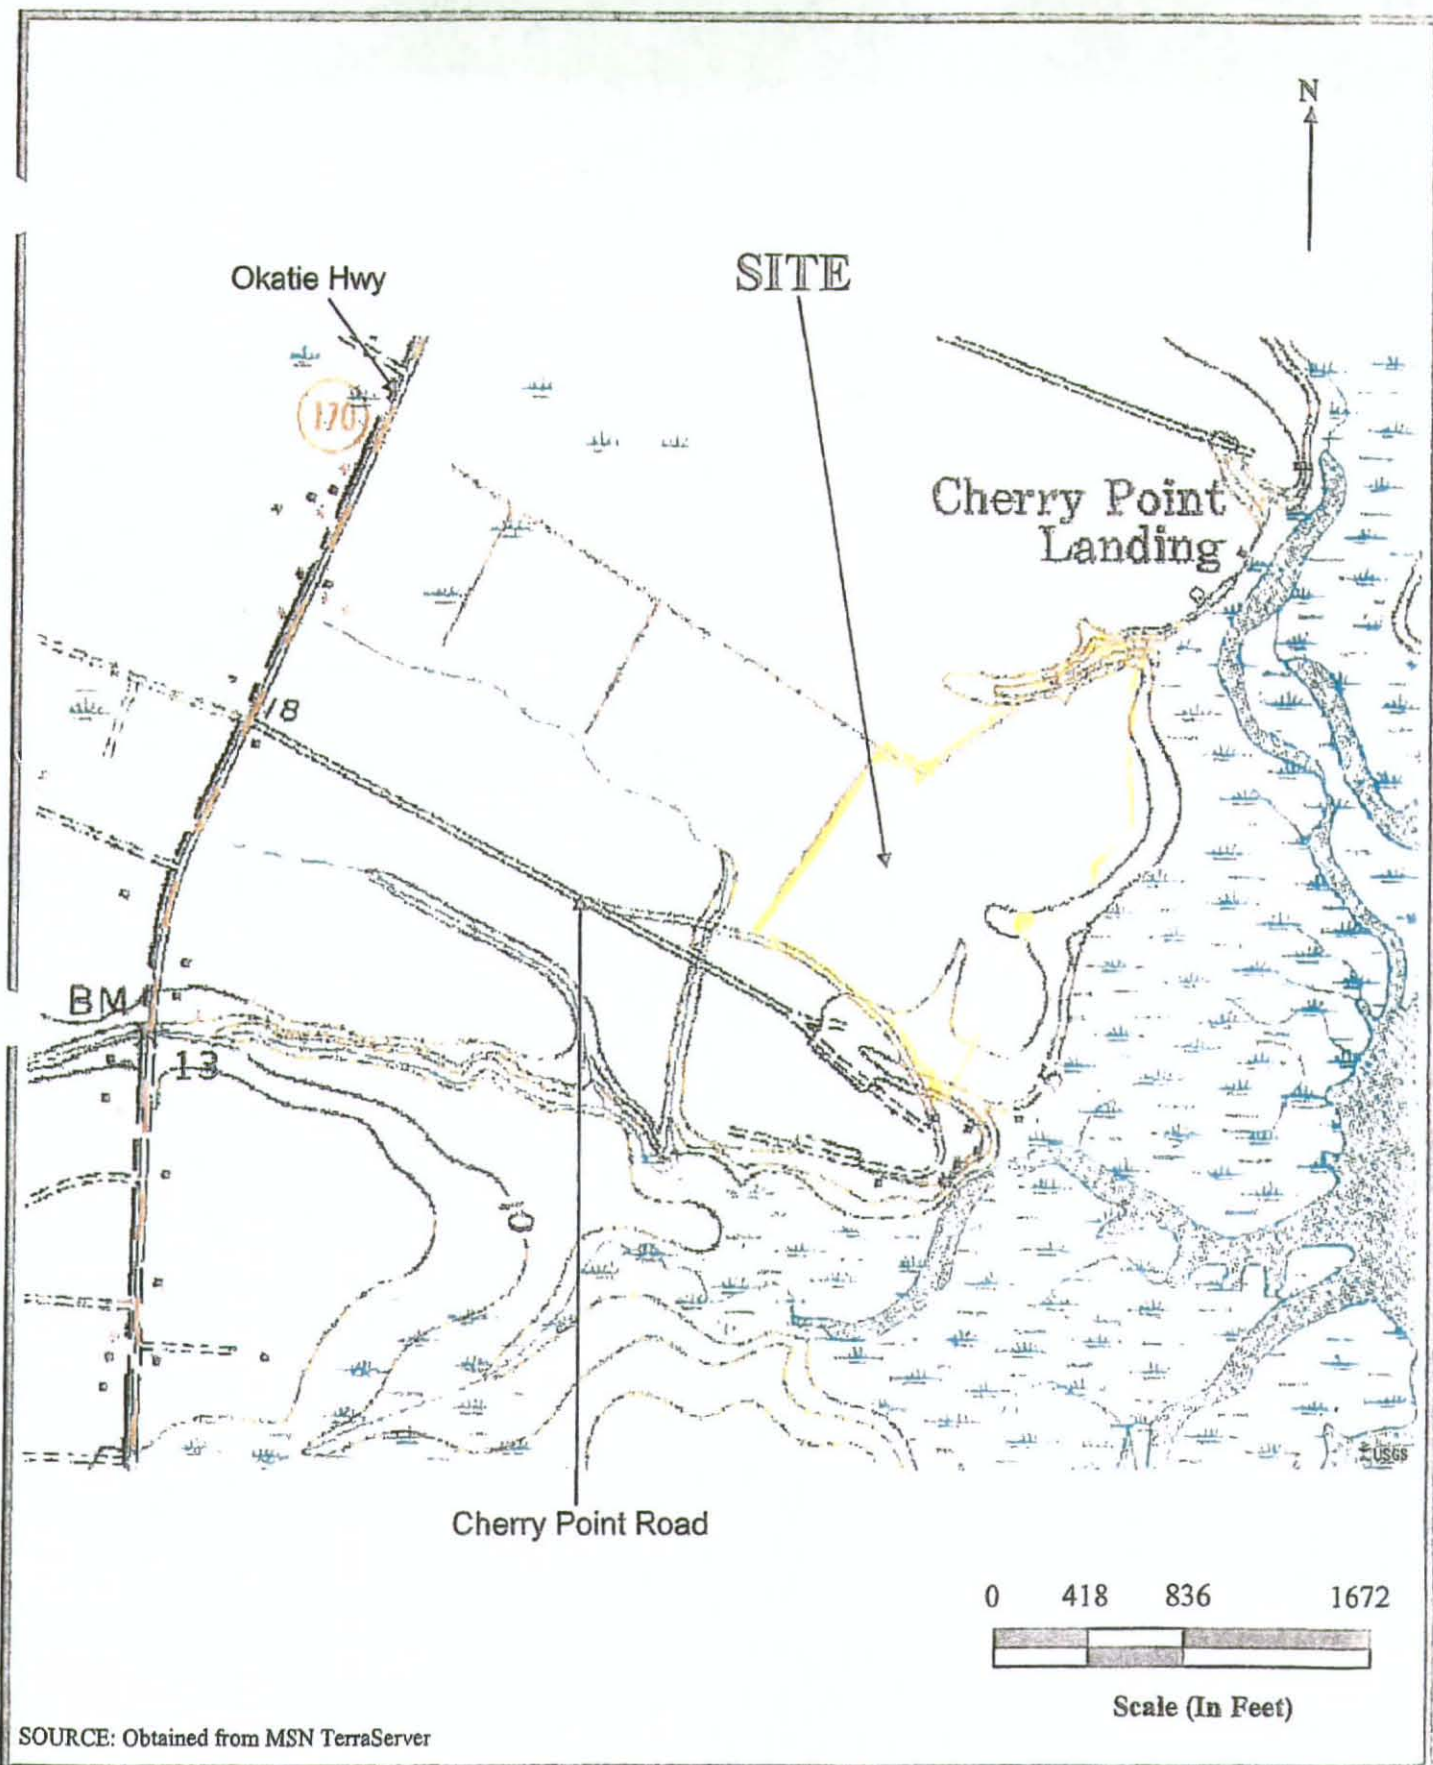 N
Okatie Hwy
SITE
170
Cherry Point
Landing
18
BM
13
Cherry Point Road
USGS
0 418 836 1672
Scale (In Feet)
SOURCE: Obtained from MSN TerraServer